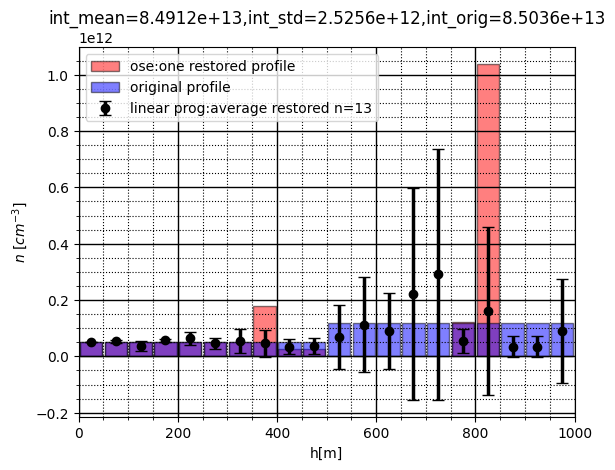 int_mean=8.4912e+13,int_std=2.5256e+12,int_orig=8.5036e+13
1e12
ose:one restored profile
original profile
linear prog:average restored n=13
1.0
0.8
0.6
0.4
0.2
0.0
−0.2
n [cm⁻³]
0 200 400 600 800 1000
h[m]